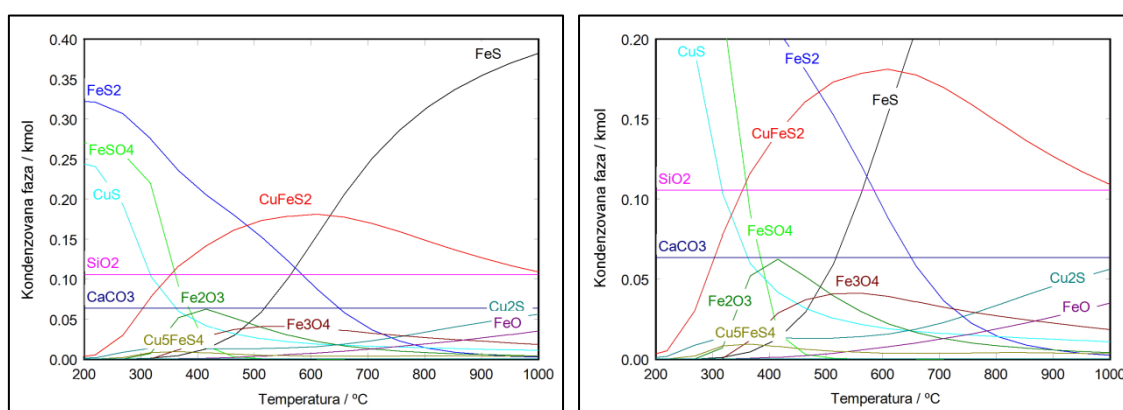 0.40
0.35
0.30
0.25
0.20
0.15
0.10
0.05
0.00
Kondenzovana faza / kmol
FeS
FeS2
FeSO4
CuS
CuFeS2
SiO2
CaCO3
Fe2O3
Cu2S
Fe3O4
FeO
Cu5FeS4
200 300 400 500 600 700 800 900 1000
Temperatura / ºC
0.20
0.15
0.10
0.05
0.00
Kondenzovana faza / kmol
CuS
FeS2
FeS
CuFeS2
SiO2
FeSO4
CaCO3
Fe2O3
Fe3O4
Cu2S
FeO
Cu5FeS4
200 300 400 500 600 700 800 900 1000
Temperatura / ºC